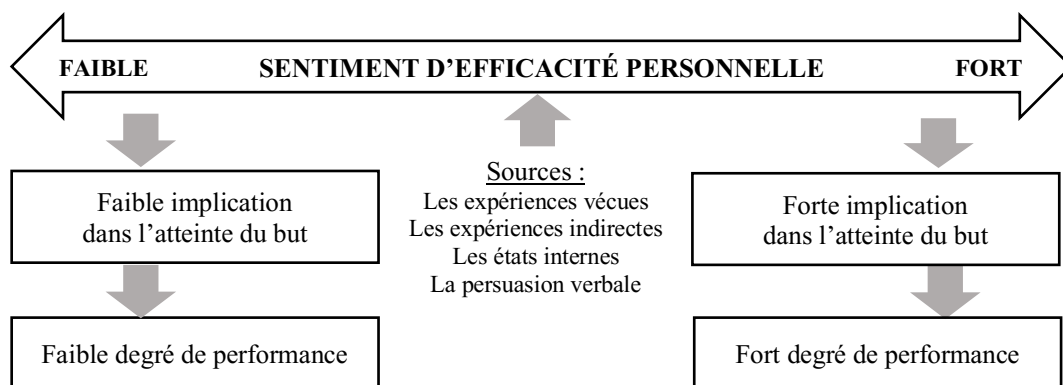 FAIBLE SENTIMENT D’EFFICACITÉ PERSONNELLE FORT
Sources :
Les expériences vécues
Les expériences indirectes
Les états internes
La persuasion verbale
Faible implication
dans l’atteinte du but
Faible degré de performance
Forte implication
dans l’atteinte du but
Fort degré de performance